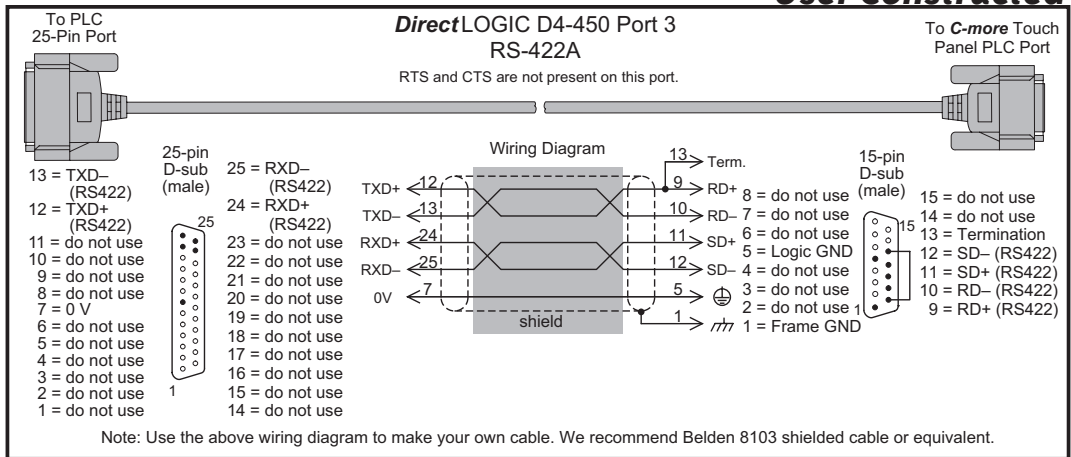 User Constructed
To PLC
25-Pin Port
DirectLOGIC D4-450 Port 3
RS-422A
RTS and CTS are not present on this port.
To C-more Touch
Panel PLC Port
13 = TXD–
(RS422)
12 = TXD+
(RS422)
11 = do not use
10 = do not use
9 = do not use
8 = do not use
7 = 0 V
6 = do not use
5 = do not use
4 = do not use
3 = do not use
2 = do not use
1 = do not use
25-pin
D-sub
(male)
25
1
25 = RXD–
(RS422)
24 = RXD+
(RS422)
23 = do not use
22 = do not use
21 = do not use
20 = do not use
19 = do not use
18 = do not use
17 = do not use
16 = do not use
15 = do not use
14 = do not use
Wiring Diagram
13 Term.
TXD+ 12 9 RD+
TXD– 13 10 RD–
RXD+ 24 11 SD+
RXD– 25 12 SD–
0V 7 5
shield
1
8 = do not use
7 = do not use
6 = do not use
5 = Logic GND
4 = do not use
3 = do not use
2 = do not use
1 = Frame GND
15-pin
D-sub
(male)
15
1
15 = do not use
14 = do not use
13 = Termination
12 = SD– (RS422)
11 = SD+ (RS422)
10 = RD– (RS422)
9 = RD+ (RS422)
Note: Use the above wiring diagram to make your own cable. We recommend Belden 8103 shielded cable or equivalent.